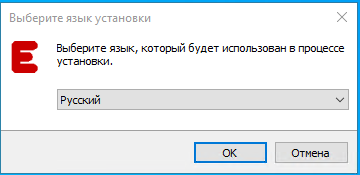 Выберите язык установки
E
Выберите язык, который будет использован в процессе
установки.
Русский
OK
Отмена